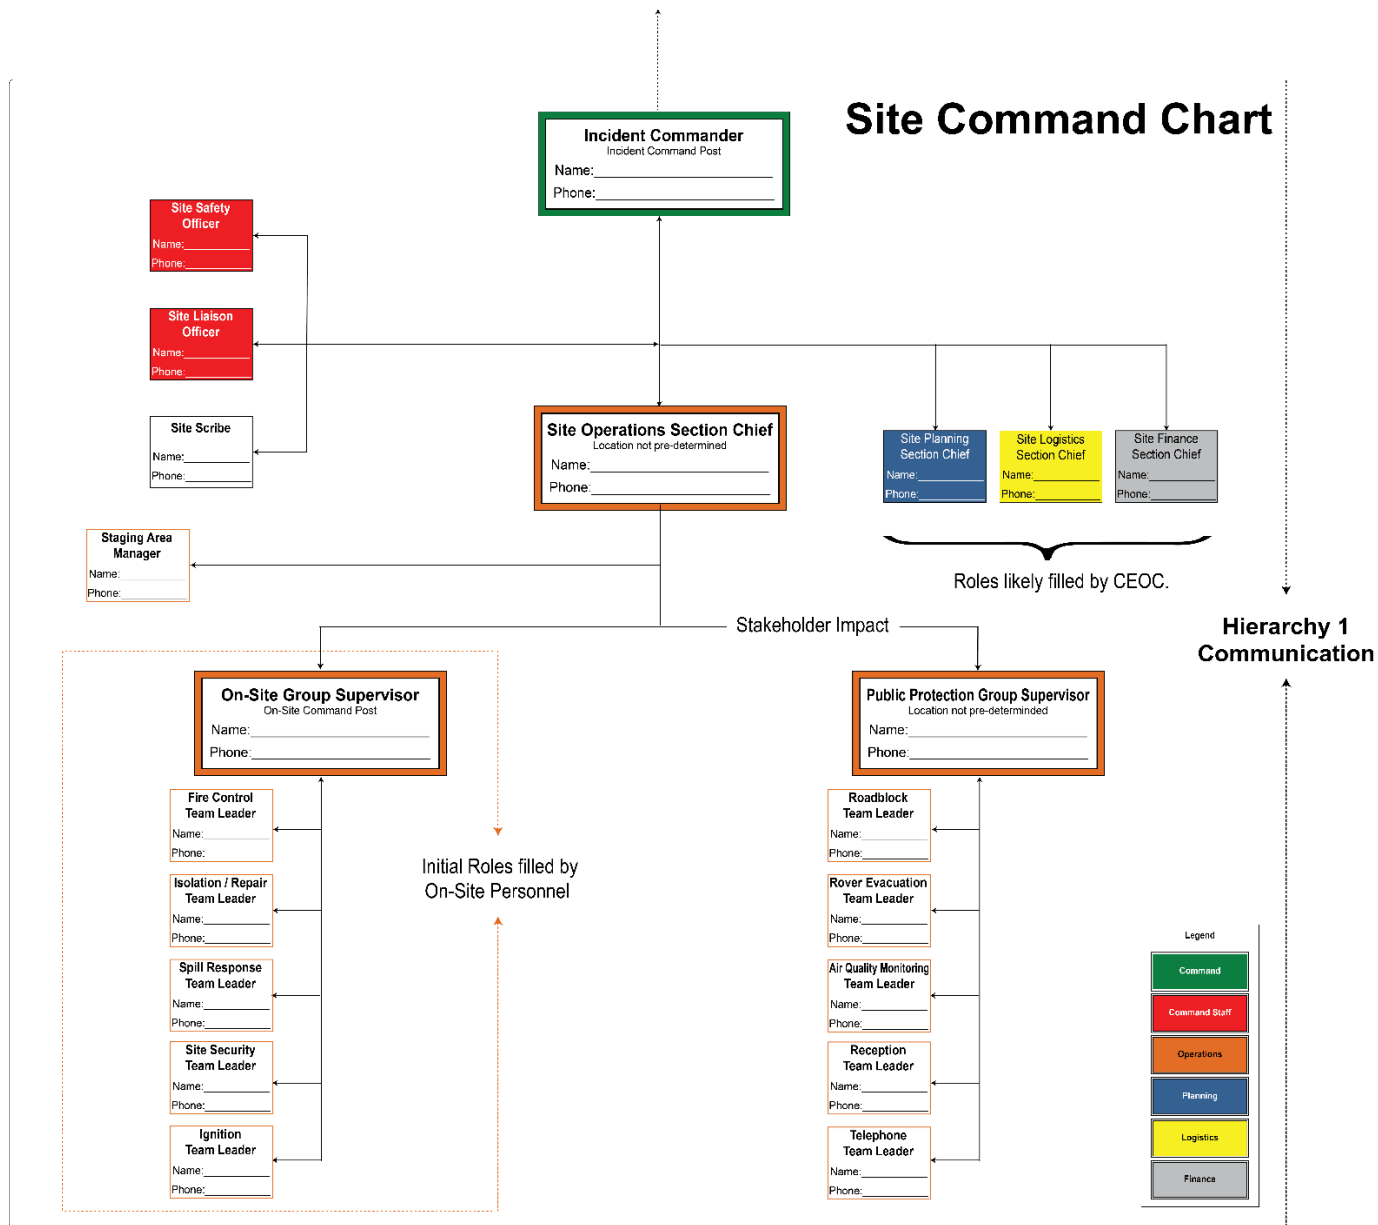 Site Command Chart
Incident Commander
Incident Command Post
Name:
Phone:
Site Safety
Officer
Name:
Phone:
Site Liaison
Officer
Name:
Phone:
Site Scribe
Name:
Phone:
Site Operations Section Chief
Location not pre-determined
Name:
Phone:
Site Planning
Section Chief
Name:
Phone:
Site Logistics
Section Chief
Name:
Phone:
Site Finance
Section Chief
Name:
Phone:
Roles likely filled by CEOC.
Staging Area
Manager
Name:
Phone:
Stakeholder Impact
Hierarchy 1
Communication
On-Site Group Supervisor
On-Site Command Post
Name:
Phone:
Public Protection Group Supervisor
Location not pre-determinded
Name:
Phone:
Fire Control
Team Leader
Name:
Phone:
Isolation / Repair
Team Leader
Name:
Phone:
Spill Response
Team Leader
Name:
Phone:
Site Security
Team Leader
Name:
Phone:
Ignition
Team Leader
Name:
Phone:
Initial Roles filled by
On-Site Personnel
Roadblock
Team Leader
Name:
Phone:
Rover Evacuation
Team Leader
Name:
Phone:
Air Quality Monitoring
Team Leader
Name:
Phone:
Reception
Team Leader
Name:
Phone:
Telephone
Team Leader
Name:
Phone:
Legend
Command
Command Staff
Operations
Planning
Logistics
Finance